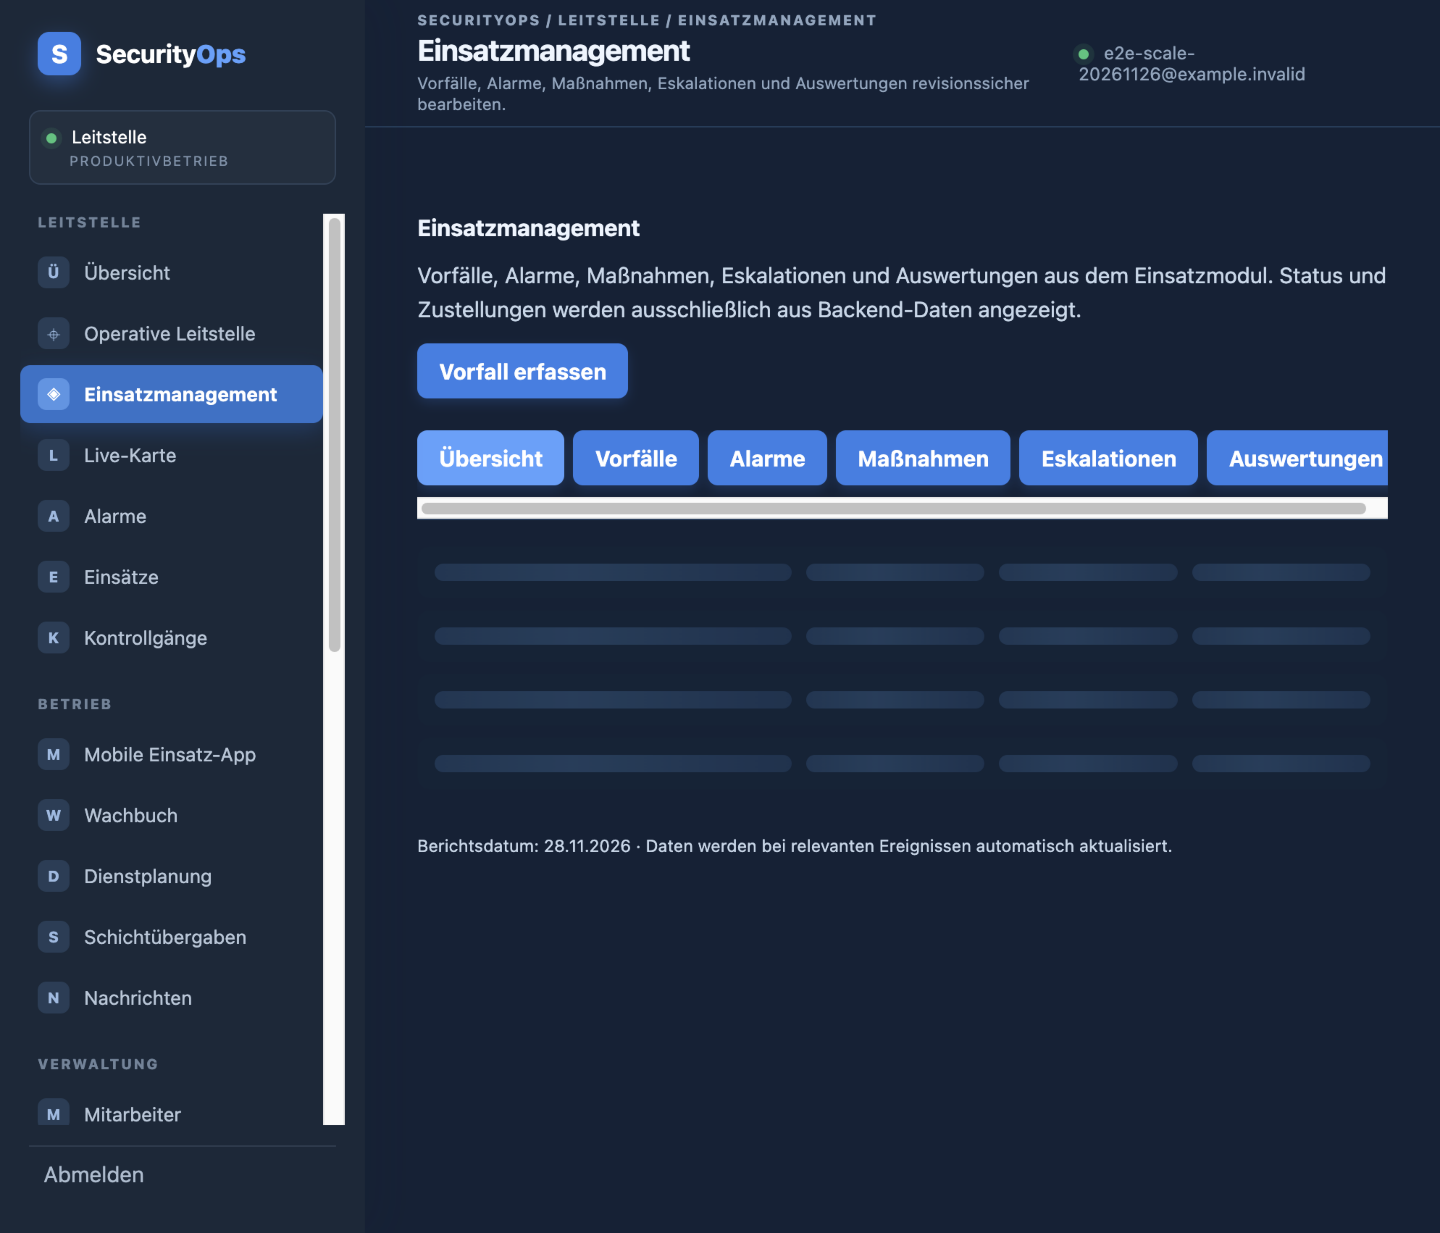 S SecurityOps
Leitstelle
PRODUKTIVBETRIEB
LEITSTELLE
Ü Übersicht
Operative Leitstelle
Einsatzmanagement
L Live-Karte
A Alarme
E Einsätze
K Kontrollgänge
BETRIEB
M Mobile Einsatz-App
W Wachbuch
D Dienstplanung
S Schichtübergaben
N Nachrichten
VERWALTUNG
M Mitarbeiter
Abmelden
SECURITYOPS / LEITSTELLE / EINSATZMANAGEMENT
Einsatzmanagement
Vorfälle, Alarme, Maßnahmen, Eskalationen und Auswertungen revisionssicher
bearbeiten.
e2e-scale-
20261126@example.invalid
Einsatzmanagement
Vorfälle, Alarme, Maßnahmen, Eskalationen und Auswertungen aus dem Einsatzmodul. Status und
Zustellungen werden ausschließlich aus Backend-Daten angezeigt.
Vorfall erfassen
Übersicht Vorfälle Alarme Maßnahmen Eskalationen Auswertungen
Berichtsdatum: 28.11.2026 · Daten werden bei relevanten Ereignissen automatisch aktualisiert.